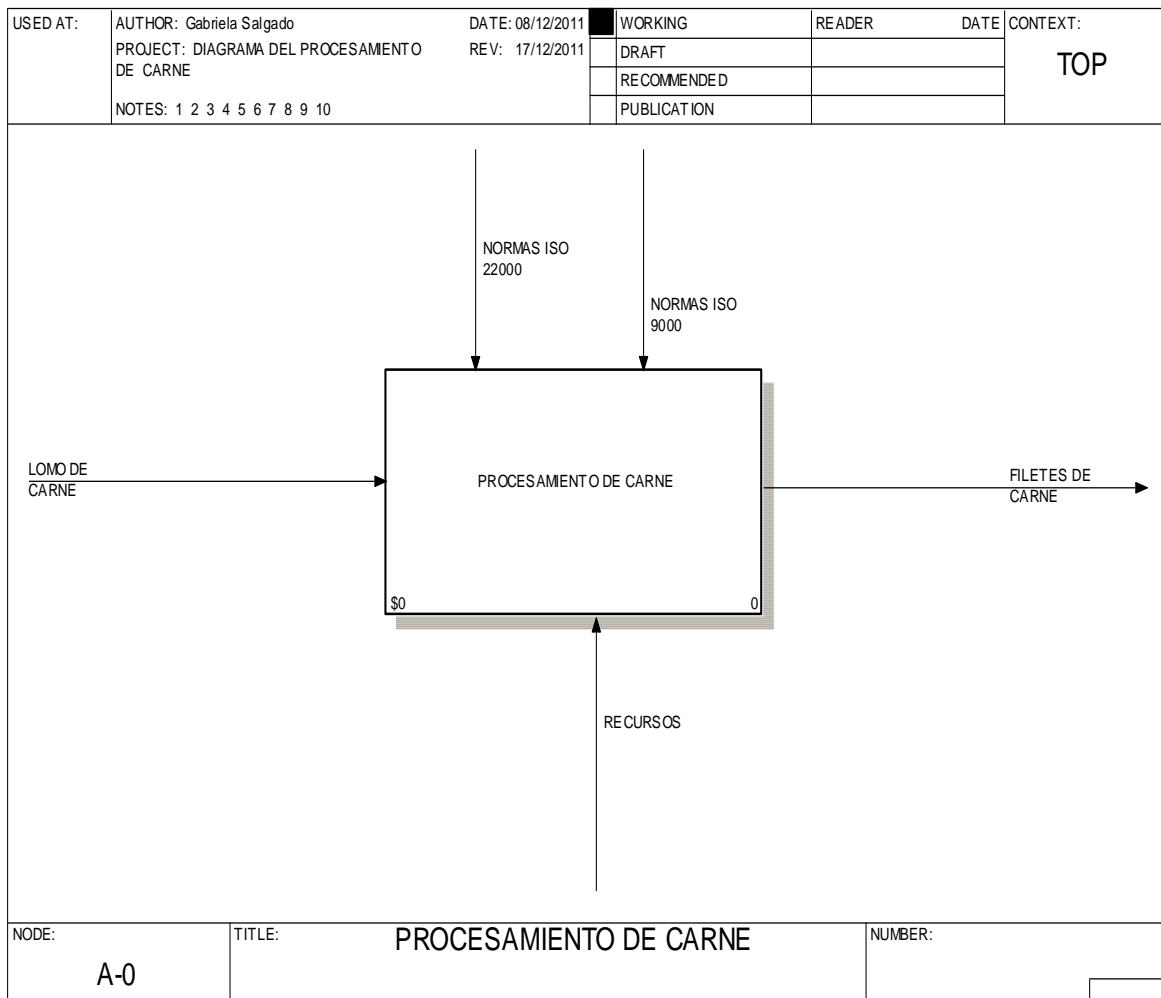 USED AT:
AUTHOR: Gabriela Salgado
DATE: 08/12/2011
PROJECT: DIAGRAMA DEL PROCESAMIENTO
REV: 17/12/2011
DE CARNE
NOTES: 1 2 3 4 5 6 7 8 9 10
WORKING
DRAFT
RECOMMENDED
PUBLICATION
READER
DATE
CONTEXT:
TOP
NORMAS ISO
22000
NORMAS ISO
9000
LOMO DE
CARNE
PROCESAMIENTO DE CARNE
$0
0
FILETES DE
CARNE
RECURSOS
NODE:
A-0
TITLE:
PROCESAMIENTO DE CARNE
NUMBER: